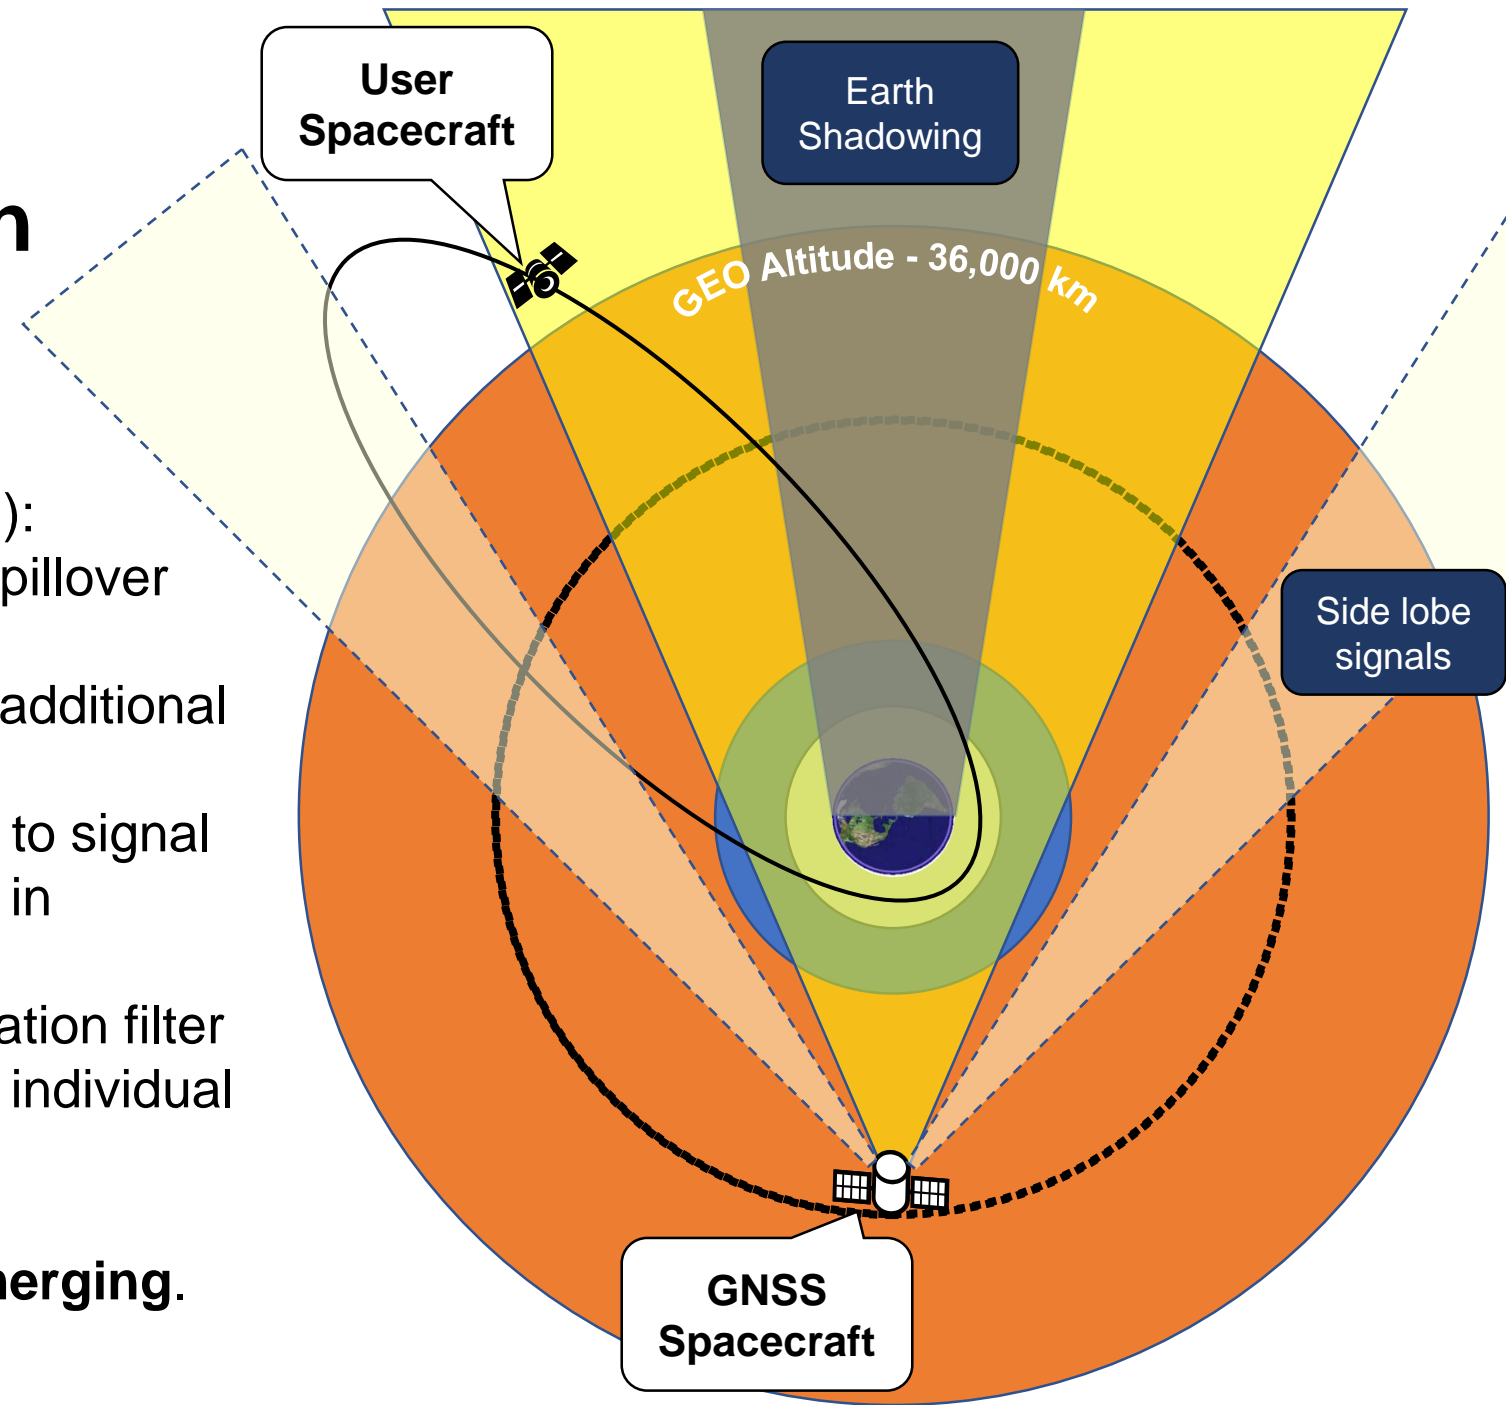 n
):
pillover
additional
to signal
in
ation filter
individual
nerging.
User
Spacecraft
Earth
Shadowing
GEO Altitude - 36,000 km
Side lobe
signals
GNSS
Spacecraft